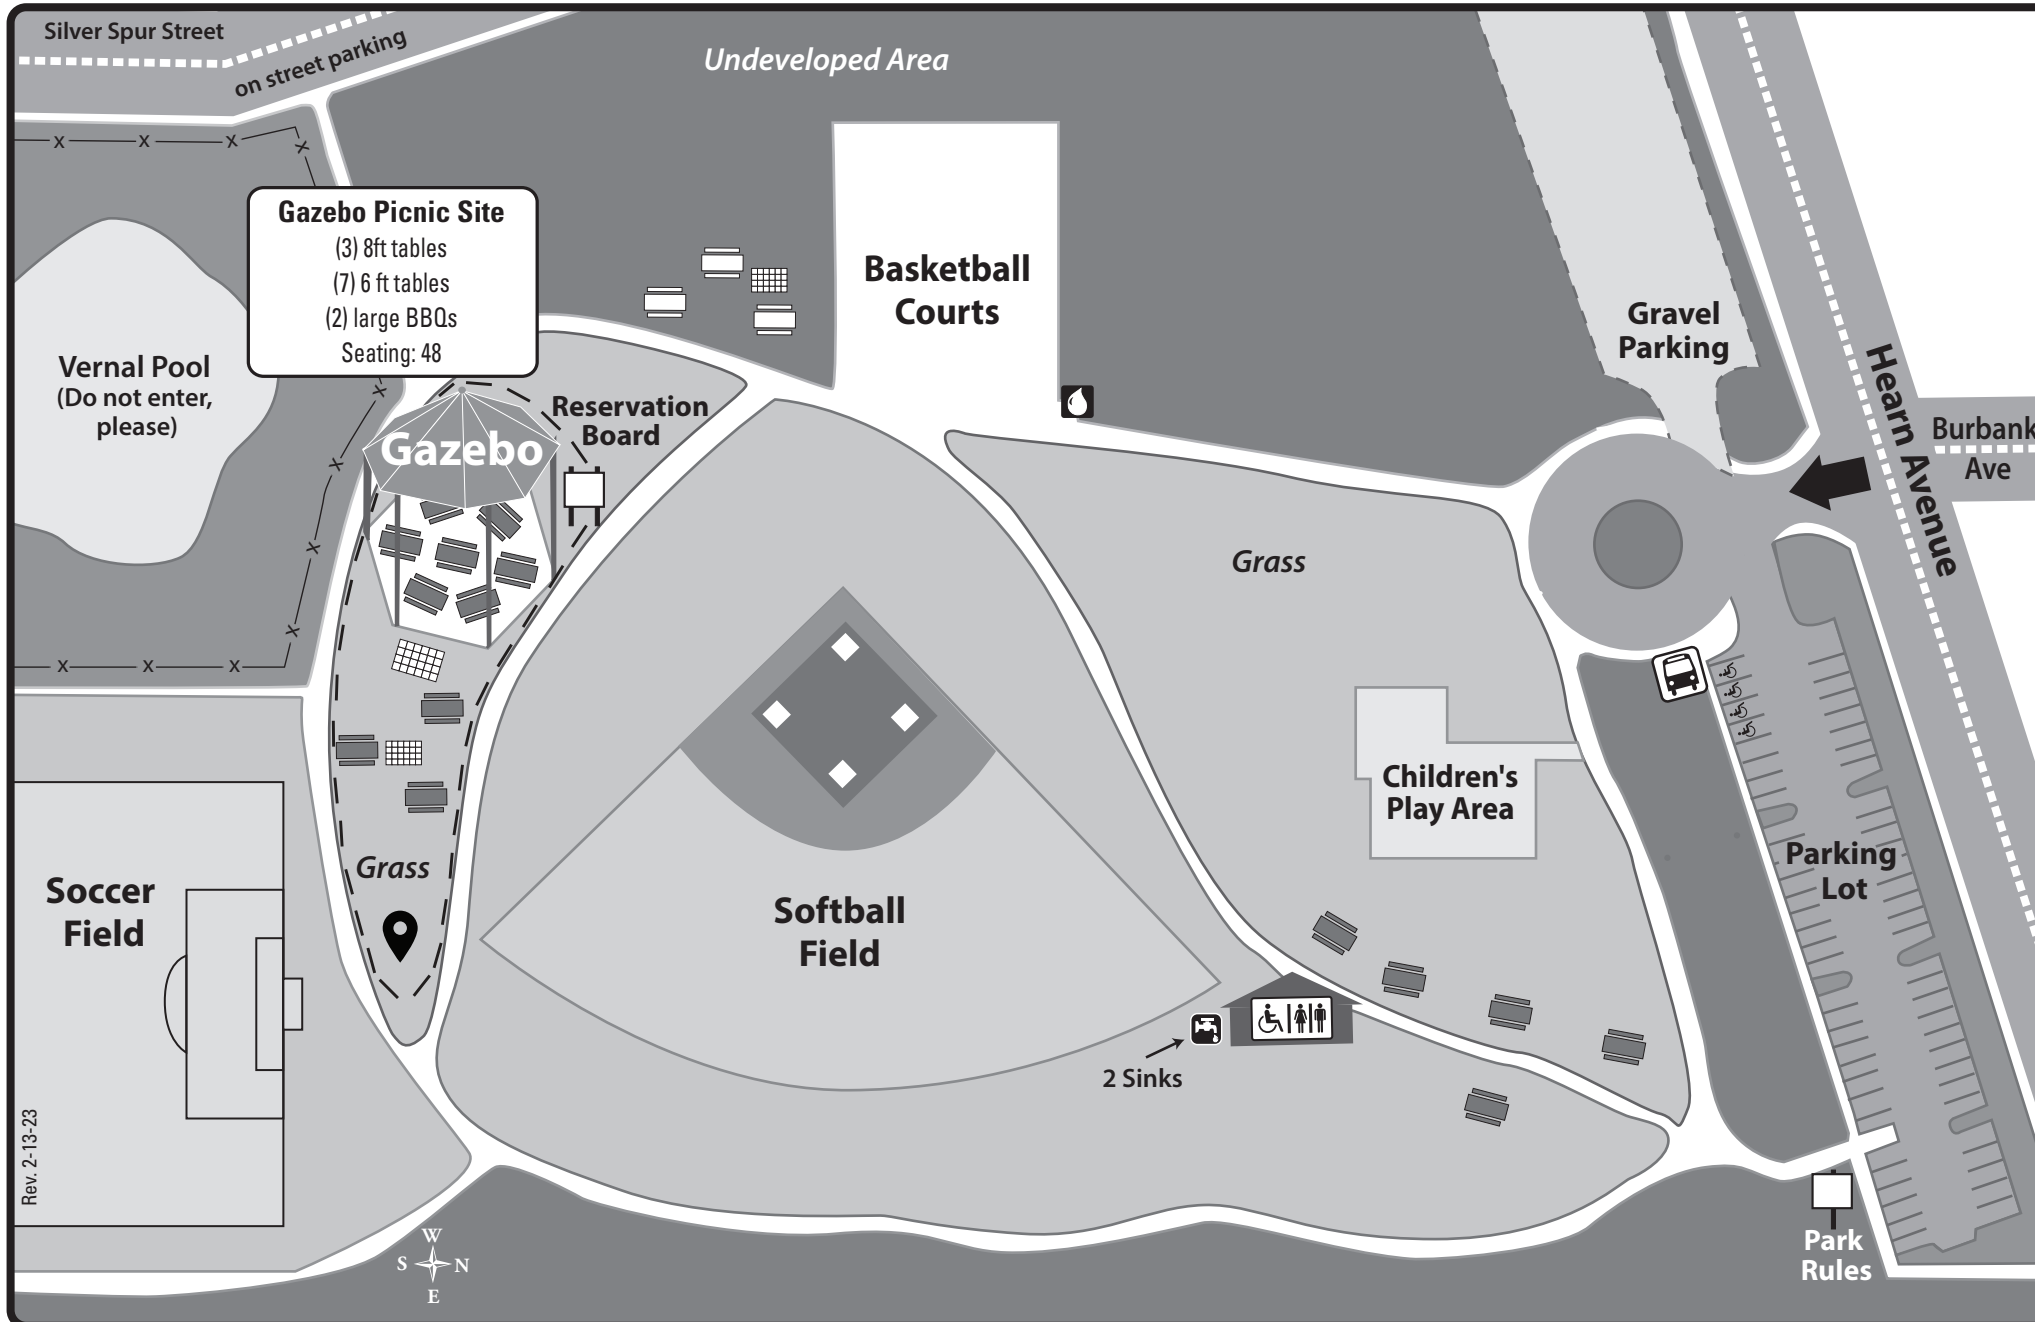 Silver Spur Street
on street parking
Undeveloped Area
Gazebo Picnic Site
(3) 8ft tables
(7) 6 ft tables
(2) large BBQs
Seating: 48
Basketball
Courts
Gravel
Parking
Hearn Avenue
Burbank
Ave
Vernal Pool
(Do not enter,
please)
Reservation
Board
Gazebo
Grass
Children's
Play Area
Parking
Lot
Grass
Soccer
Field
Softball
Field
2 Sinks
Rev. 2-13-23
W
S N
E
Park
Rules
x x x x x x x x x x x x